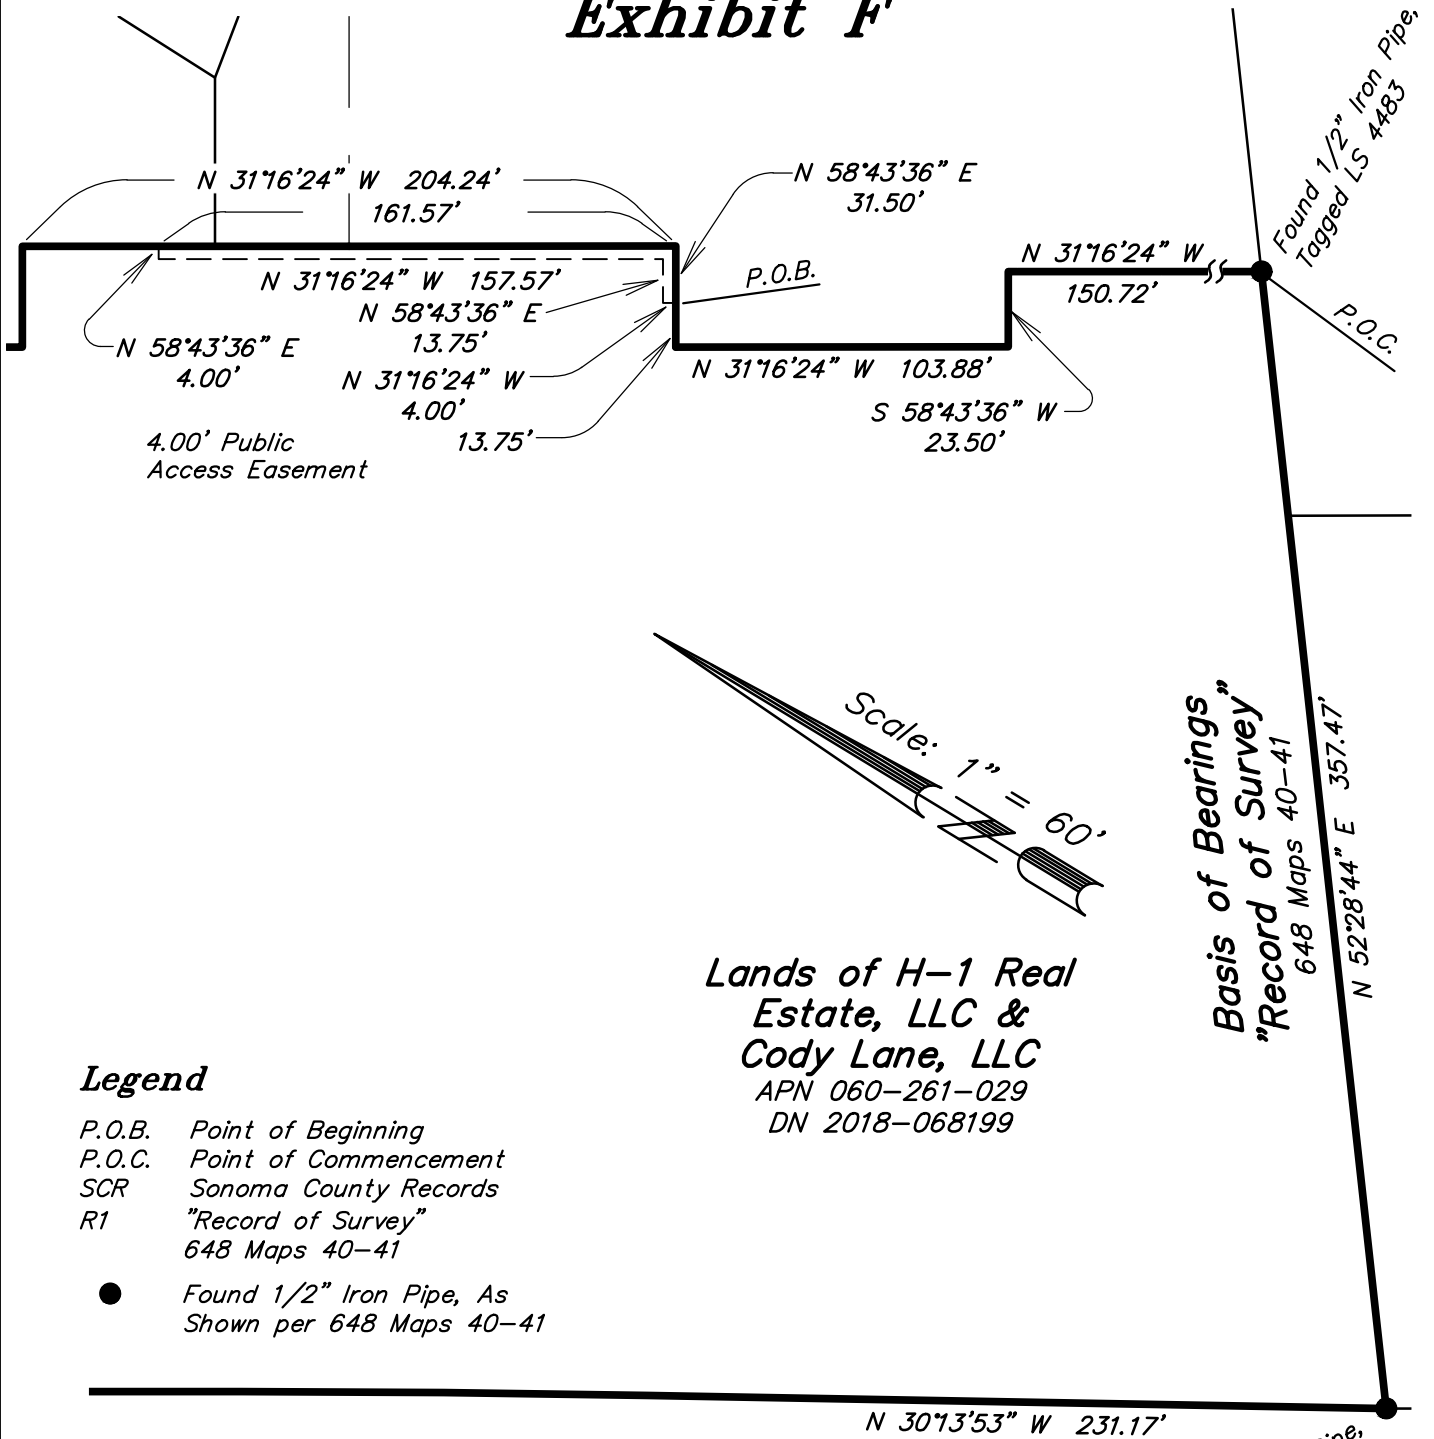 Exhibit F
Found 1/2" Iron Pipe,
Tagged LS 4483
N 31°16'24" W 204.24'
161.57'
N 58°43'36" E
31.50'
N 31°16'24" W
150.72'
P.O.B.
P.O.C.
N 31°16'24" W 157.57'
N 58°43'36" E
13.75'
N 58°43'36" E
4.00'
N 31°16'24" W
4.00'
13.75'
N 31°16'24" W 103.88'
S 58°43'36" W
23.50'
4.00' Public
Access Easement
Scale: 1" = 60'
Basis of Bearings
"Record of Survey"
648 Maps 40-41
N 52°28'44" E 357.47'
Lands of H-1 Real
Estate, LLC &
Cody Lane, LLC
APN 060-261-029
DN 2018-068199
Legend
P.O.B. Point of Beginning
P.O.C. Point of Commencement
SCR Sonoma County Records
R1 "Record of Survey"
648 Maps 40-41
Found 1/2" Iron Pipe, As
Shown per 648 Maps 40-41
N 30°13'53" W 231.17'